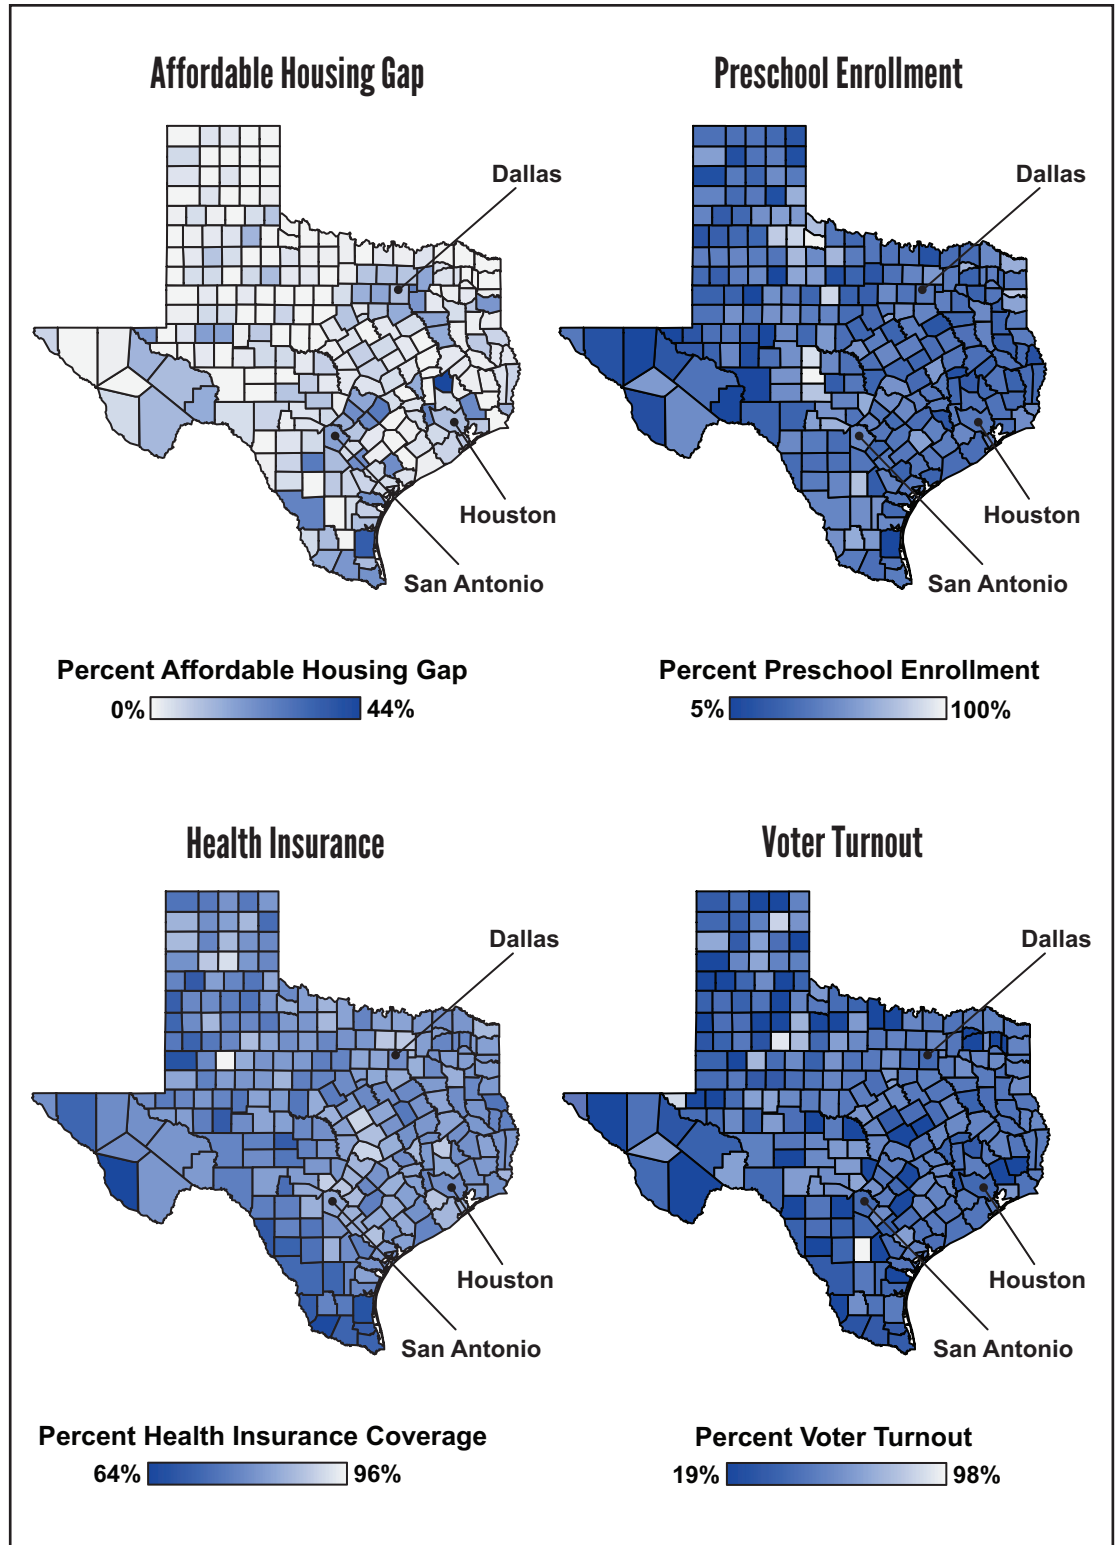 Affordable Housing Gap
Preschool Enrollment
Dallas
Dallas
Houston
Houston
San Antonio
San Antonio
Percent Affordable Housing Gap
0% 44%
Percent Preschool Enrollment
5% 100%
Health Insurance
Voter Turnout
Dallas
Dallas
Houston
Houston
San Antonio
San Antonio
Percent Health Insurance Coverage
64% 96%
Percent Voter Turnout
19% 98%